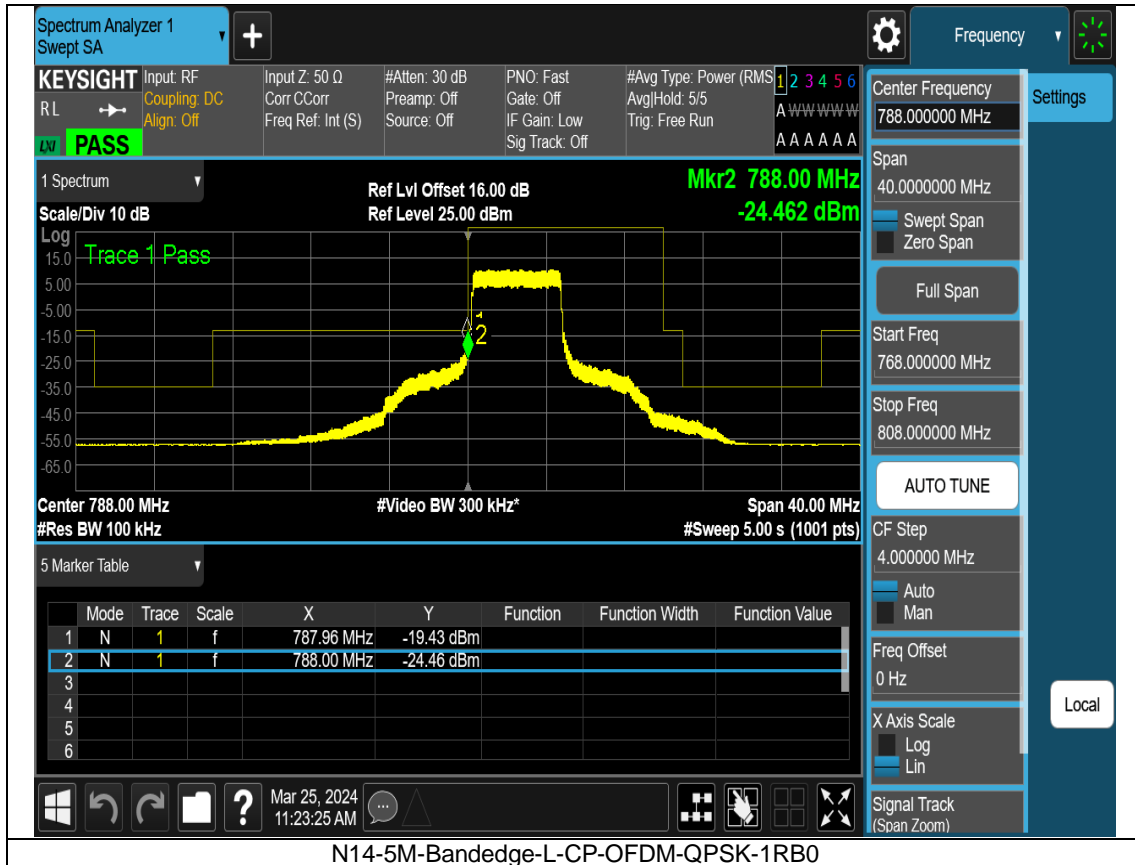 Spectrum Analyzer 1
Swept SA
Frequency
KEYSIGHT
RL
LXI PASS
Input: RF
Coupling: DC
Align: Off
Input Z: 50 Ω
Corr CCorr
Freq Ref: Int (S)
#Atten: 30 dB
Preamp: Off
Source: Off
PNO: Fast
Gate: Off
IF Gain: Low
Sig Track: Off
#Avg Type: Power (RMS
Avg|Hold: 5/5
Trig: Free Run
1 2 3 4 5 6
A W W W W W
A A A A A A
1 Spectrum
Scale/Div 10 dB
Ref Lvl Offset 16.00 dB
Ref Level 25.00 dBm
Mkr2 788.00 MHz
-24.462 dBm
Log
Trace 1 Pass
15.0
5.00
-5.00
-15.0
-25.0
-35.0
-45.0
-55.0
-65.0
1
2
Center 788.00 MHz
#Video BW 300 kHz*
Span 40.00 MHz
#Res BW 100 kHz
#Sweep 5.00 s (1001 pts)
5 Marker Table
Mode Trace Scale X Y Function Function Width Function Value
1 N 1 f 787.96 MHz -19.43 dBm
2 N 1 f 788.00 MHz -24.46 dBm
3
4
5
6
Mar 25, 2024
11:23:25 AM
Center Frequency
788.000000 MHz
Settings
Span
40.0000000 MHz
Swept Span
Zero Span
Full Span
Start Freq
768.000000 MHz
Stop Freq
808.000000 MHz
AUTO TUNE
CF Step
4.000000 MHz
Auto
Man
Freq Offset
0 Hz
X Axis Scale
Log
Lin
Local
Signal Track
(Span Zoom)
N14-5M-Bandedge-L-CP-OFDM-QPSK-1RB0